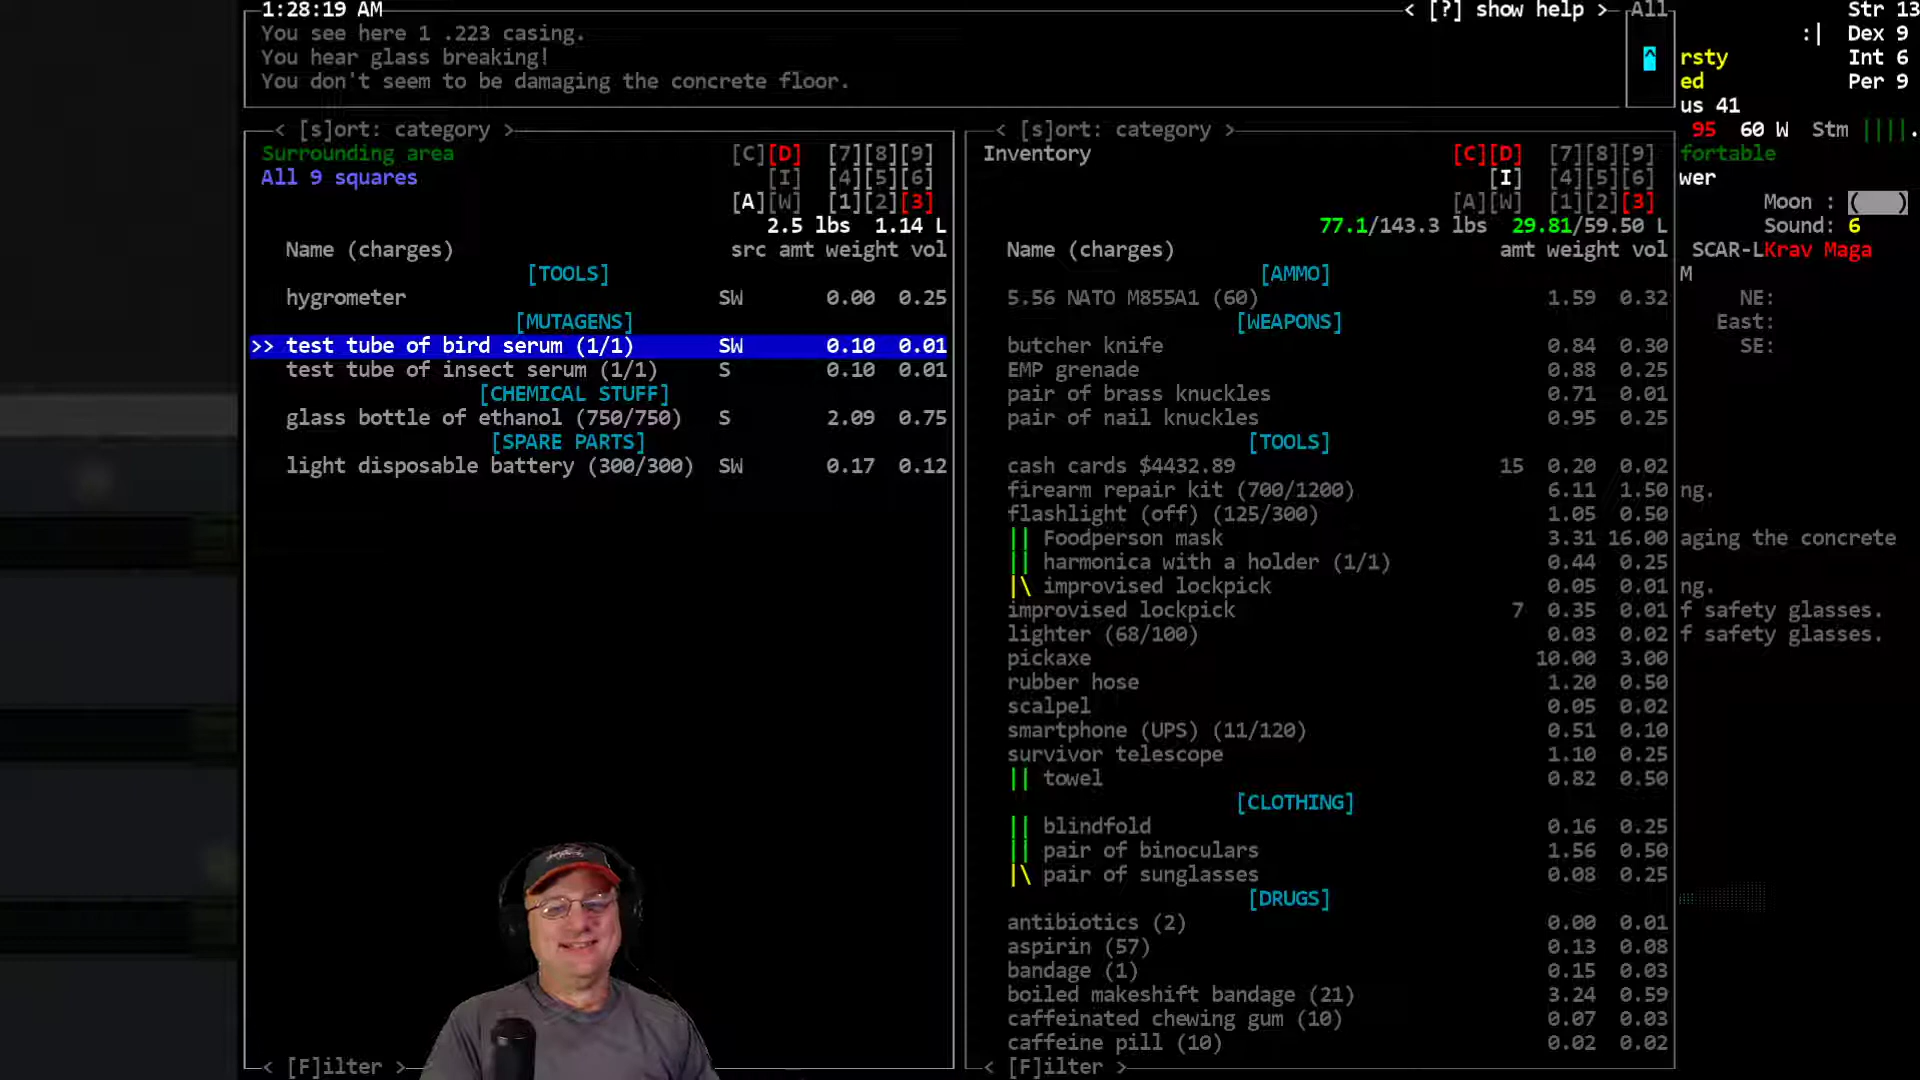 1:28:19 AM
< [?] show help >
You see here 1 .223 casing.
You hear glass breaking!
You don't seem to be damaging the concrete floor.
< [s]ort: category >
Surrounding area
All 9 squares
[C][D] [7][8][9]
[I] [4][5][6]
[A][W] [1][2][3]
2.5 lbs 1.14 L
Name (charges) src amt weight vol
[TOOLS]
hygrometer SW 0.00 0.25
[MUTAGENS]
>> test tube of bird serum (1/1) SW 0.10 0.01
test tube of insect serum (1/1) S 0.10 0.01
[CHEMICAL STUFF]
glass bottle of ethanol (750/750) S 2.09 0.75
[SPARE PARTS]
light disposable battery (300/300) SW 0.17 0.12
< [F]ilter >
< [s]ort: category >
Inventory
[C][D] [7][8][9]
[I] [4][5][6]
[A][W] [1][2][3]
77.1/143.3 lbs 29.81/59.50 L
Name (charges) amt weight vol
[AMMO]
5.56 NATO M855A1 (60) 1.59 0.32
[WEAPONS]
butcher knife 0.84 0.30
EMP grenade 0.88 0.25
pair of brass knuckles 0.71 0.01
pair of nail knuckles 0.95 0.25
[TOOLS]
cash cards $4432.89 15 0.20 0.02
firearm repair kit (700/1200) 6.11 1.50
flashlight (off) (125/300) 1.05 0.50
|| Foodperson mask 3.31 16.00
|| harmonica with a holder (1/1) 0.44 0.25
|\ improvised lockpick 0.05 0.01
improvised lockpick 7 0.35 0.01
lighter (68/100) 0.03 0.02
pickaxe 10.00 3.00
rubber hose 1.20 0.50
scalpel 0.05 0.02
smartphone (UPS) (11/120) 0.51 0.10
survivor telescope 1.10 0.25
|| towel 0.82 0.50
[CLOTHING]
|| blindfold 0.16 0.25
|| pair of binoculars 1.56 0.50
|\ pair of sunglasses 0.08 0.25
[DRUGS]
antibiotics (2) 0.00 0.01
aspirin (57) 0.13 0.08
bandage (1) 0.15 0.03
boiled makeshift bandage (21) 3.24 0.59
caffeinated chewing gum (10) 0.07 0.03
caffeine pill (10) 0.02 0.02
< [F]ilter >
All
^
Str 13
:| Dex 9
rsty Int 6
ed Per 9
us 41
95 60 W Stm ||||.
fortable
wer
Moon : ( )
Sound: 6
SCAR-L Krav Maga
M
NE:
East:
SE:
ng.
aging the concrete
ng.
f safety glasses.
f safety glasses.